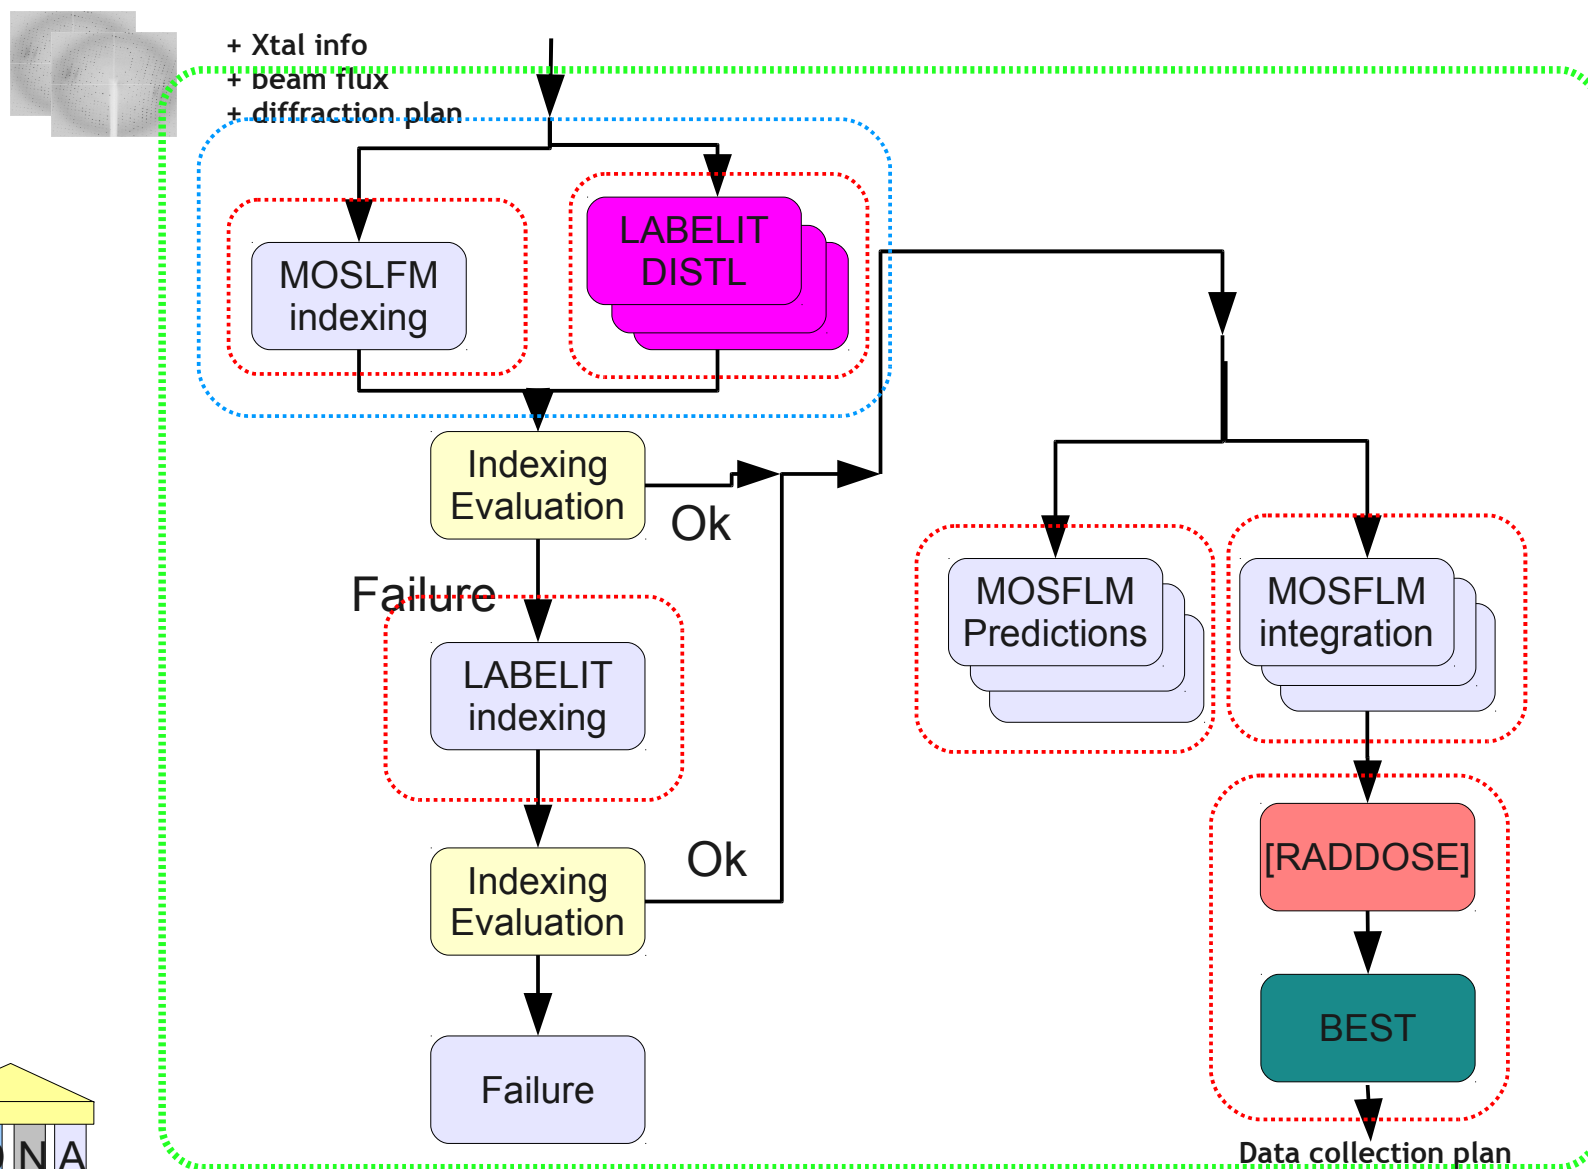 + Xtal info
+ beam flux
+ diffraction plan
LABELIT
DISTL
MOSLFM
indexing
Indexing
Evaluation
Ok
Failure
MOSFLM
Predictions
MOSFLM
integration
LABELIT
indexing
Ok
[RADDOSE]
Indexing
Evaluation
BEST
Failure
Data collection plan
NA